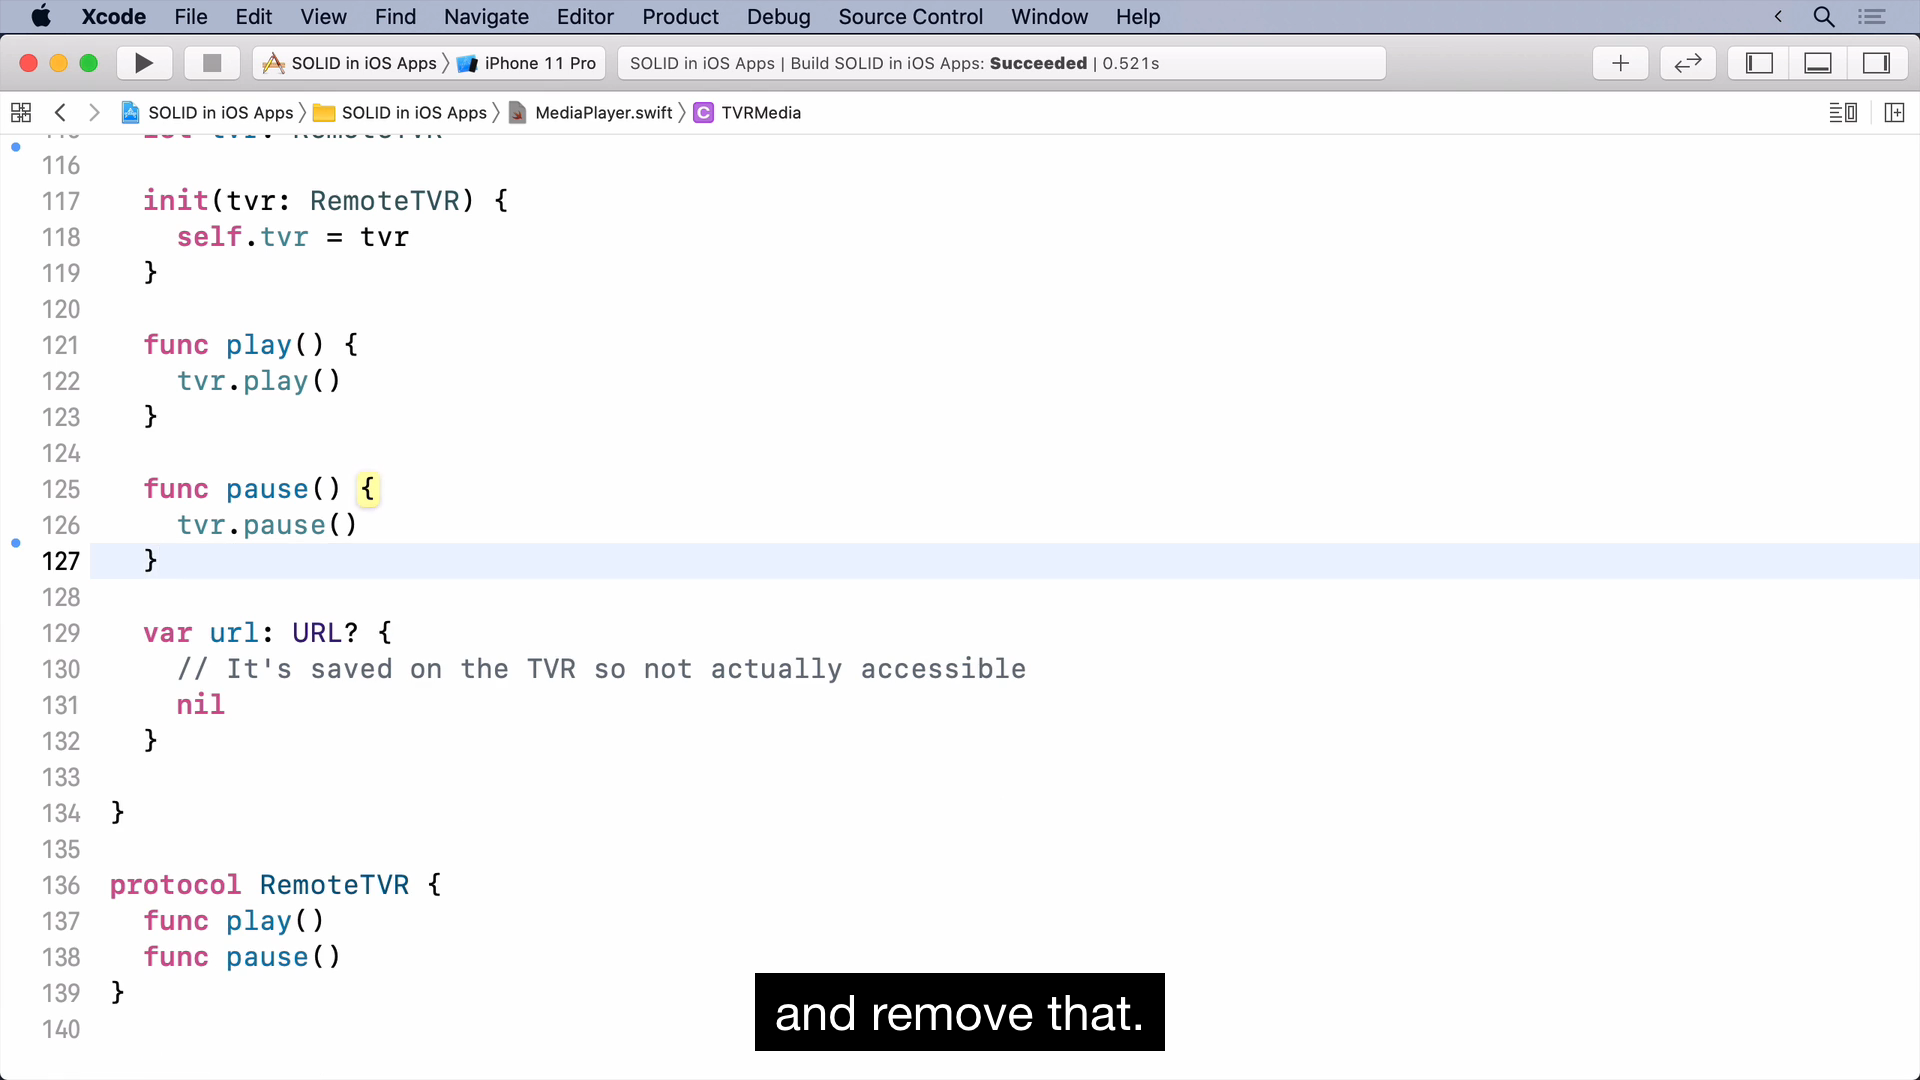 Xcode File Edit View Find Navigate Editor Product Debug Source Control Window Help
SOLID in iOS Apps iPhone 11 Pro SOLID in iOS Apps | Build SOLID in iOS Apps: Succeeded | 0.521s
SOLID in iOS Apps SOLID in iOS Apps MediaPlayer.swift C TVRMedia
let tvr: RemoteTVR
116
117 init(tvr: RemoteTVR) {
118 self.tvr = tvr
119 }
120
121 func play() {
122 tvr.play()
123 }
124
125 func pause() {
126 tvr.pause()
127 }
128
129 var url: URL? {
130 // It's saved on the TVR so not actually accessible
131 nil
132 }
133
134 }
135
136 protocol RemoteTVR {
137 func play()
138 func pause()
139 }
140
and remove that.